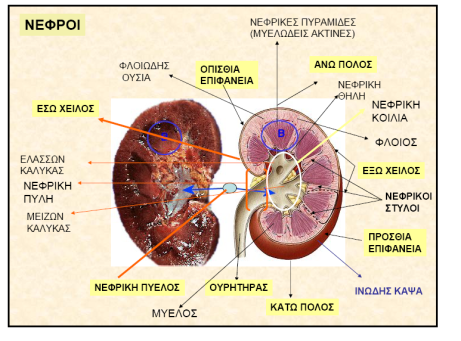 ΝΕΦΡΟΙ
ΝΕΦΡΙΚΕΣ ΠΥΡΑΜΙΔΕΣ
(ΜΥΕΛΩΔΕΙΣ ΑΚΤΙΝΕΣ)
ΦΛΟΙΩΔΗΣ
ΟΥΣΙΑ
ΟΠΙΣΘΙΑ
ΕΠΙΦΑΝΕΙΑ
ΑΝΩ ΠΟΛΟΣ
ΝΕΦΡΙΚΗ
ΘΗΛΗ
ΕΣΩ ΧΕΙΛΟΣ
ΝΕΦΡΙΚΗ
ΚΟΙΛΙΑ
Β
ΦΛΟΙΟΣ
ΕΛΑΣΣΩΝ
ΚΑΛΥΚΑΣ
ΕΞΩ ΧΕΙΛΟΣ
ΝΕΦΡΙΚΗ
ΠΥΛΗ
ΝΕΦΡΙΚΟΙ
ΣΤΥΛΟΙ
ΜΕΙΖΩΝ
ΚΑΛΥΚΑΣ
ΠΡΟΣΘΙΑ
ΕΠΙΦΑΝΕΙΑ
ΝΕΦΡΙΚΗ ΠΥΕΛΟΣ
ΟΥΡΗΤΗΡΑΣ
ΙΝΩΔΗΣ ΚΑΨΑ
ΜΥΕΛΟΣ
ΚΑΤΩ ΠΟΛΟΣ